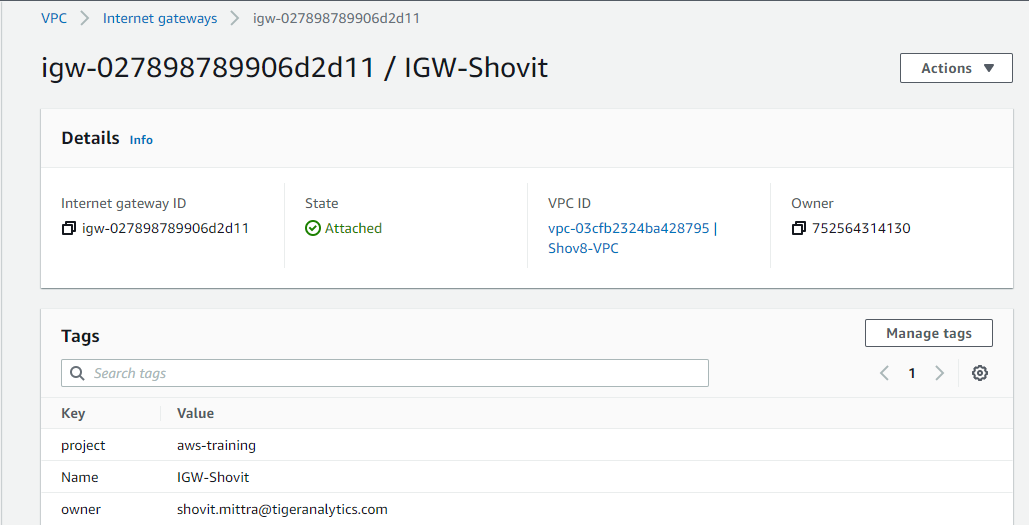 VPC > Internet gateways > igw-027898789906d2d11
igw-027898789906d2d11 / IGW-Shovit
Actions ▼
Details Info
Internet gateway ID
igw-027898789906d2d11
State
Attached
VPC ID
vpc-03cfb2324ba428795 |
Shov8-VPC
Owner
752564314130
Tags
Manage tags
Search tags
< 1 >
Key Value
project aws-training
Name IGW-Shovit
owner shovit.mittra@tigeranalytics.com